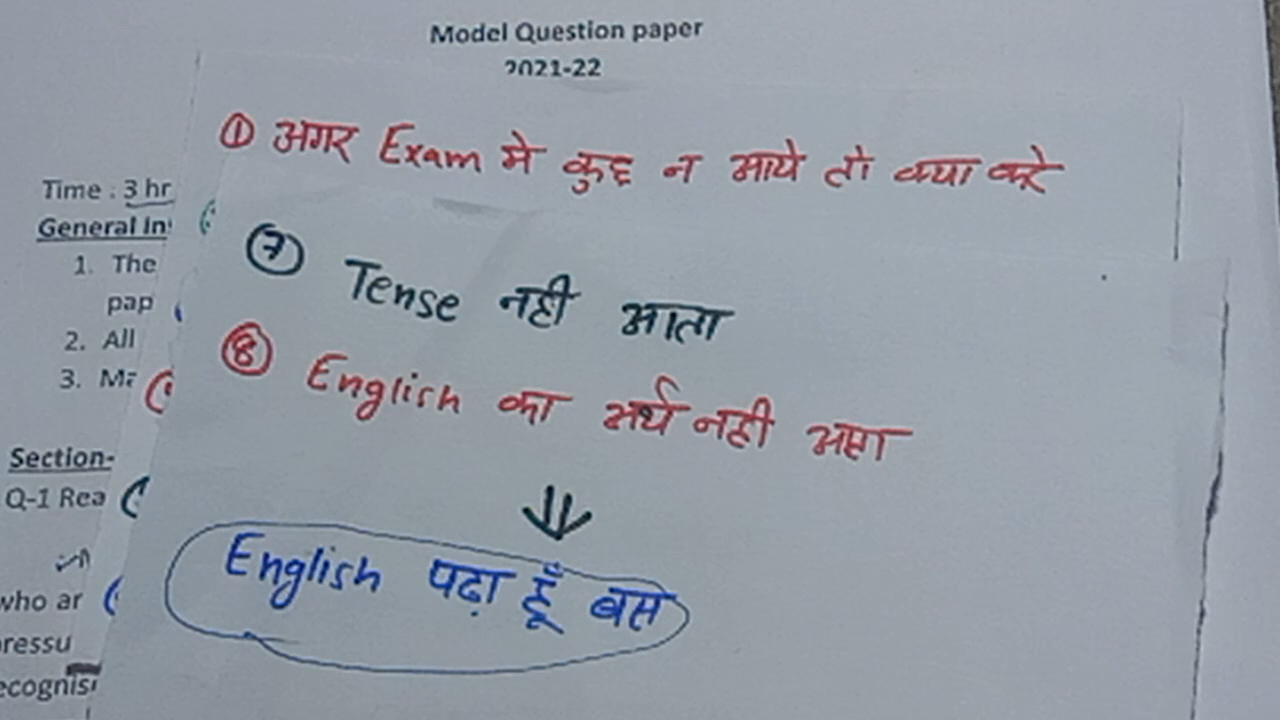 Model Question paper
2021-22
① अगर Exam मे कुछ न आये तो क्या करे
Time : 3 hr
General In
1. The
pap
⑦ Tense नही आता
2. All
3. Ma
⑧ English का अर्थ नही आता
Section-
Q-1 Rea
⇓
English पढ़ा हूँ बस
who ar
ressu
ecognis